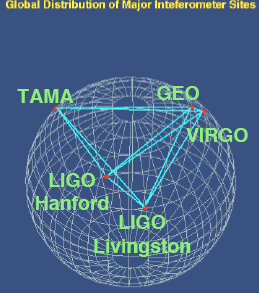 Global Distribution of Major Inteferometer Sites
TAMA
GEO
VIRGO
LIGO
Hanford
LIGO
Livingston